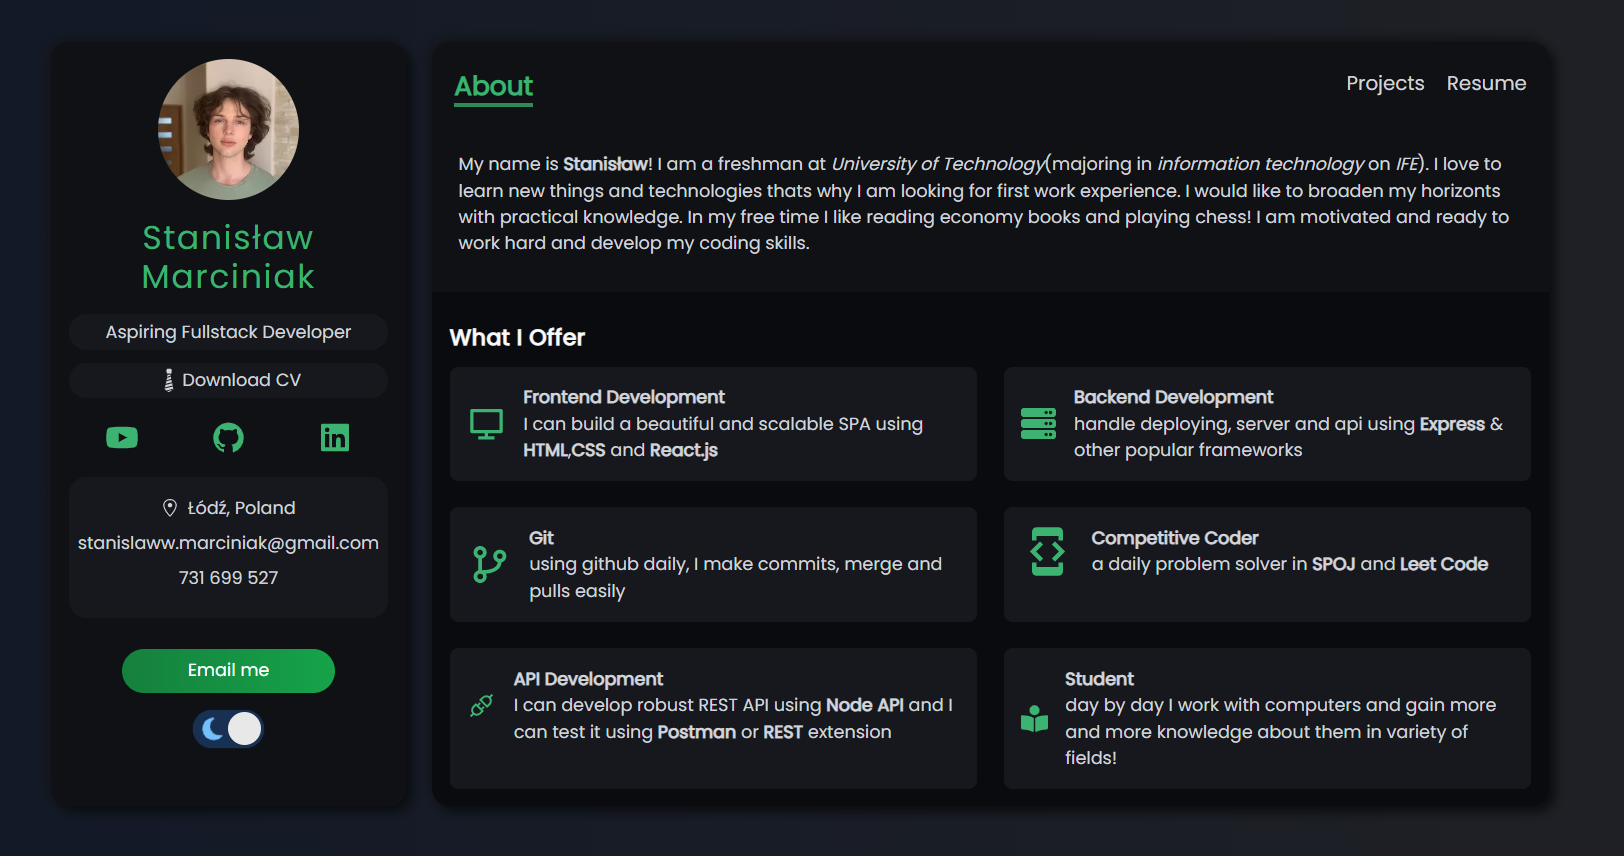 Stanisław
Marciniak
Aspiring Fullstack Developer
Download CV
in
Łódź, Poland
stanislaww.marciniak@gmail.com
731 699 527
Email me
About
Projects
Resume
My name is Stanisław! I am a freshman at University of Technology(majoring in information technology on IFE). I love to
learn new things and technologies thats why I am looking for first work experience. I would like to broaden my horizonts
with practical knowledge. In my free time I like reading economy books and playing chess! I am motivated and ready to
work hard and develop my coding skills.
What I Offer
Frontend Development
I can build a beautiful and scalable SPA using
HTML,CSS and React.js
Backend Development
handle deploying, server and api using Express &
other popular frameworks
Git
using github daily, I make commits, merge and
pulls easily
Competitive Coder
a daily problem solver in SPOJ and Leet Code
API Development
I can develop robust REST API using Node API and I
can test it using Postman or REST extension
Student
day by day I work with computers and gain more
and more knowledge about them in variety of
fields!